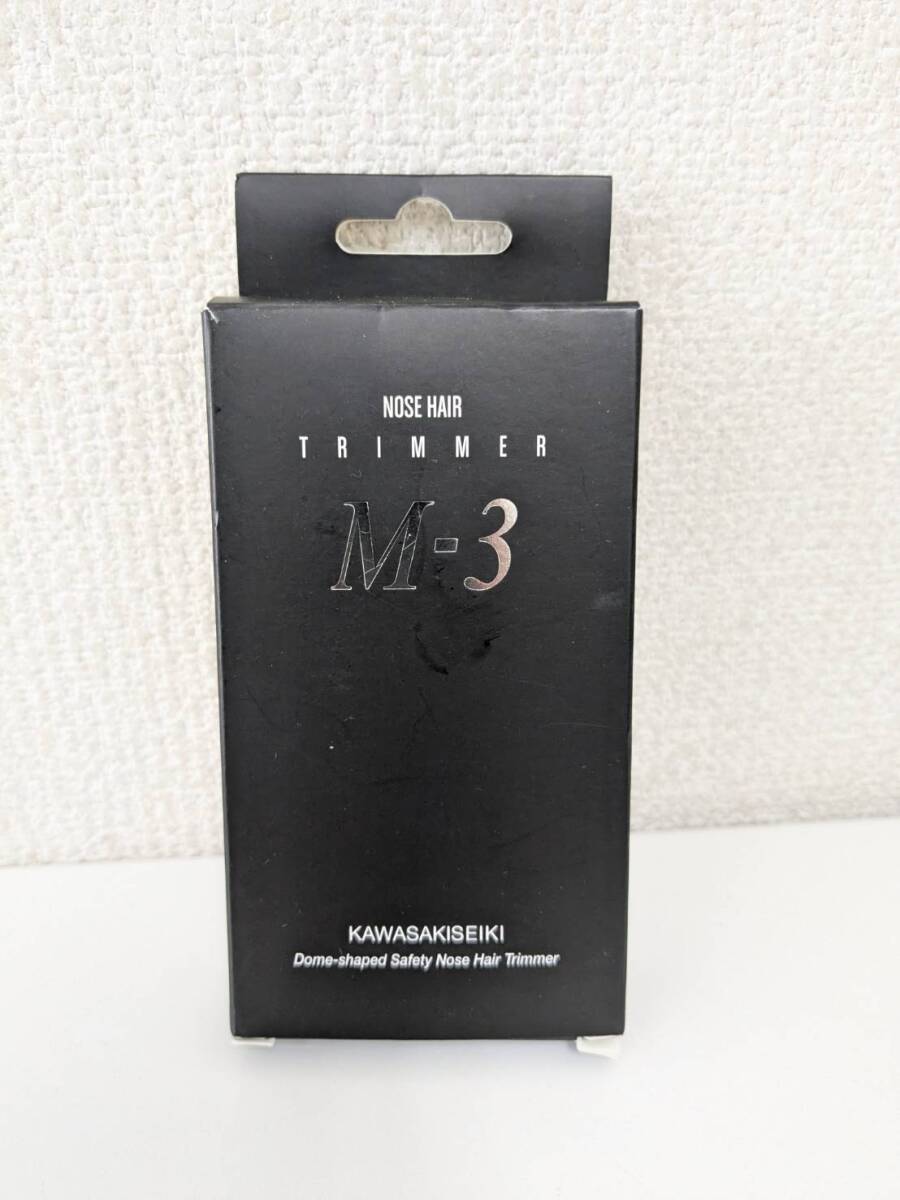 NOSE HAIR
TRIMMER
M-3
KAWASAKISEIKI
Dome-shaped Safety Nose Hair Trimmer